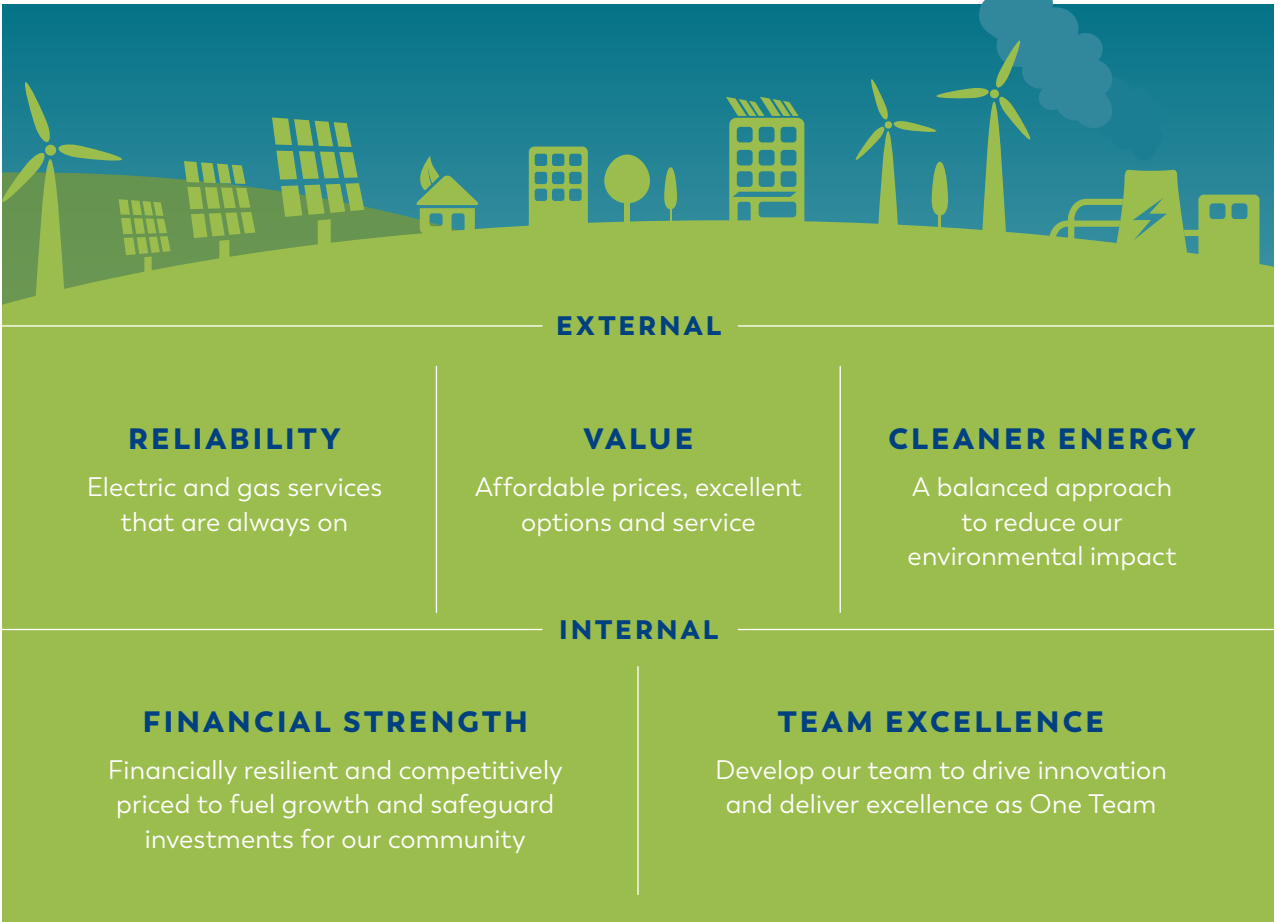 EXTERNAL
RELIABILITY
Electric and gas services
that are always on
VALUE
Affordable prices, excellent
options and service
CLEANER ENERGY
A balanced approach
to reduce our
environmental impact
INTERNAL
FINANCIAL STRENGTH
Financially resilient and competitively
priced to fuel growth and safeguard
investments for our community
TEAM EXCELLENCE
Develop our team to drive innovation
and deliver excellence as One Team